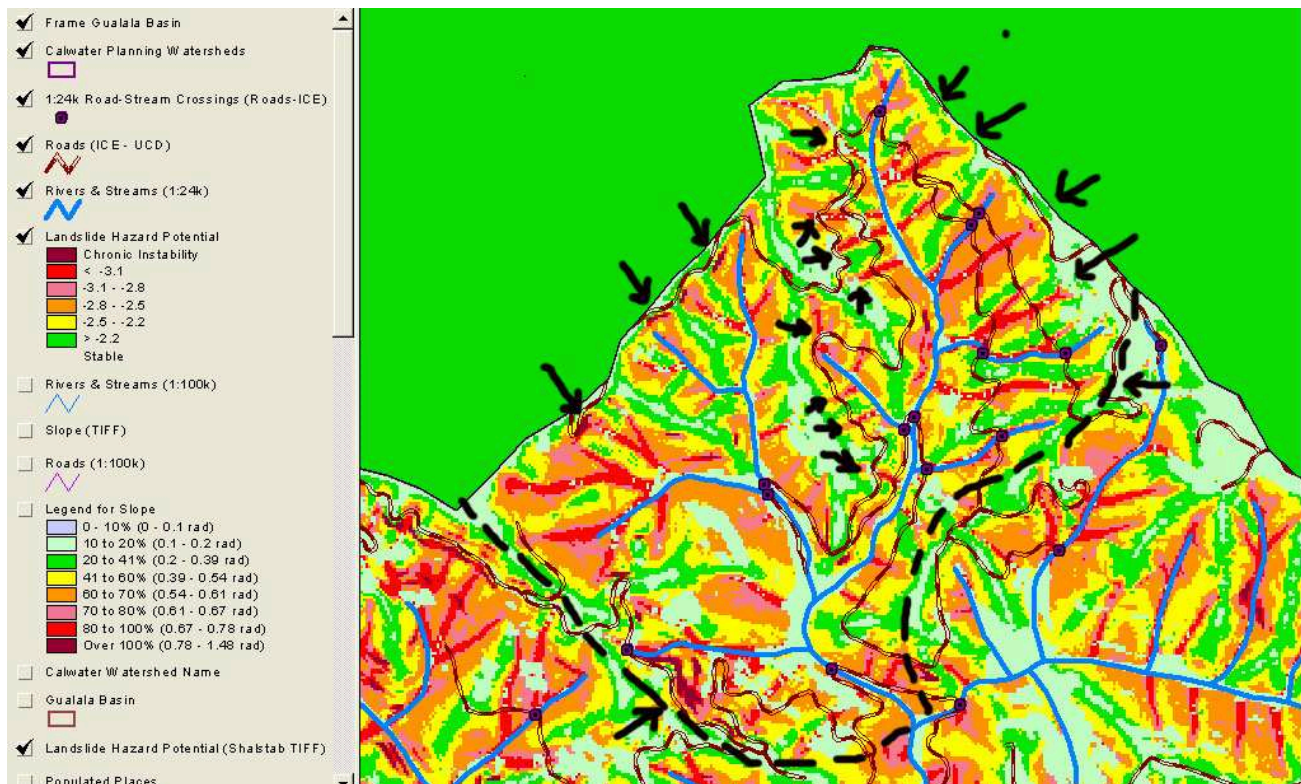 Frame Gualala Basin
Calwater Planning Watersheds
1:24k Road-Stream Crossings (Roads-ICE)
Roads (ICE - UCD)
Rivers & Streams (1:24k)
Landslide Hazard Potential
Chronic Instability
< -3.1
-3.1 - -2.8
-2.8 - -2.5
-2.5 - -2.2
> -2.2
Stable
Rivers & Streams (1:100k)
Slope (TIFF)
Roads (1:100k)
Legend for Slope
0 - 10% (0 - 0.1 rad)
10 to 20% (0.1 - 0.2 rad)
20 to 41% (0.2 - 0.39 rad)
41 to 60% (0.39 - 0.54 rad)
60 to 70% (0.54 - 0.61 rad)
70 to 80% (0.61 - 0.67 rad)
80 to 100% (0.67 - 0.78 rad)
Over 100% (0.78 - 1.48 rad)
Calwater Watershed Name
Gualala Basin
Landslide Hazard Potential (Shalstab TIFF)
Populated Places